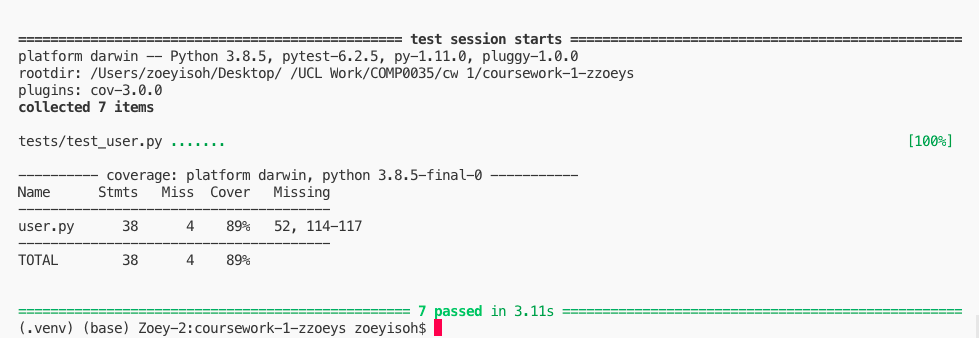 ================================================ test session starts =================================================
platform darwin -- Python 3.8.5, pytest-6.2.5, py-1.11.0, pluggy-1.0.0
rootdir: /Users/zoeyisoh/Desktop/ /UCL Work/COMP0035/cw 1/coursework-1-zzoeys
plugins: cov-3.0.0
collected 7 items
tests/test_user.py .......                                                                                     [100%]
---------- coverage: platform darwin, python 3.8.5-final-0 -----------
Name      Stmts   Miss  Cover   Missing
---------------------------------------
user.py      38      4    89%   52, 114-117
---------------------------------------
TOTAL        38      4    89%
================================================= 7 passed in 3.11s ==================================================
(.venv) (base) Zoey-2:coursework-1-zzoeys zoeyisoh$